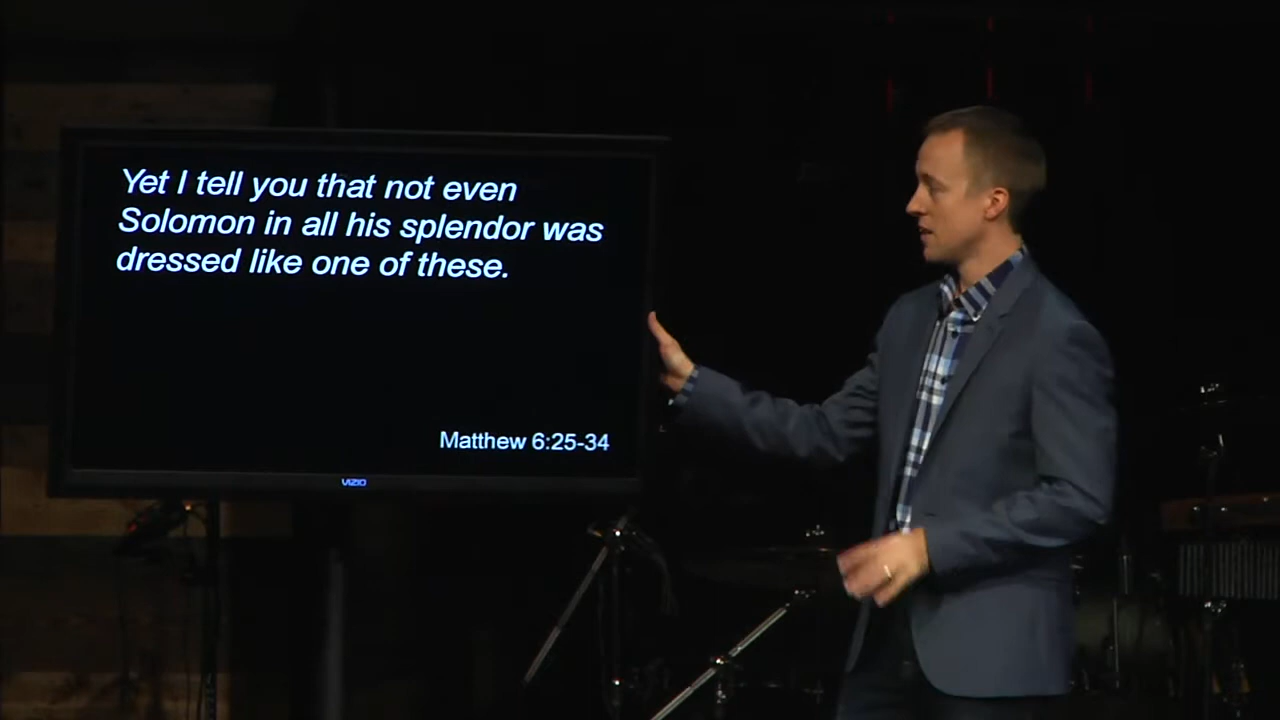 Yet I tell you that not even
Solomon in all his splendor was
dressed like one of these.
Matthew 6:25-34
VIZIO